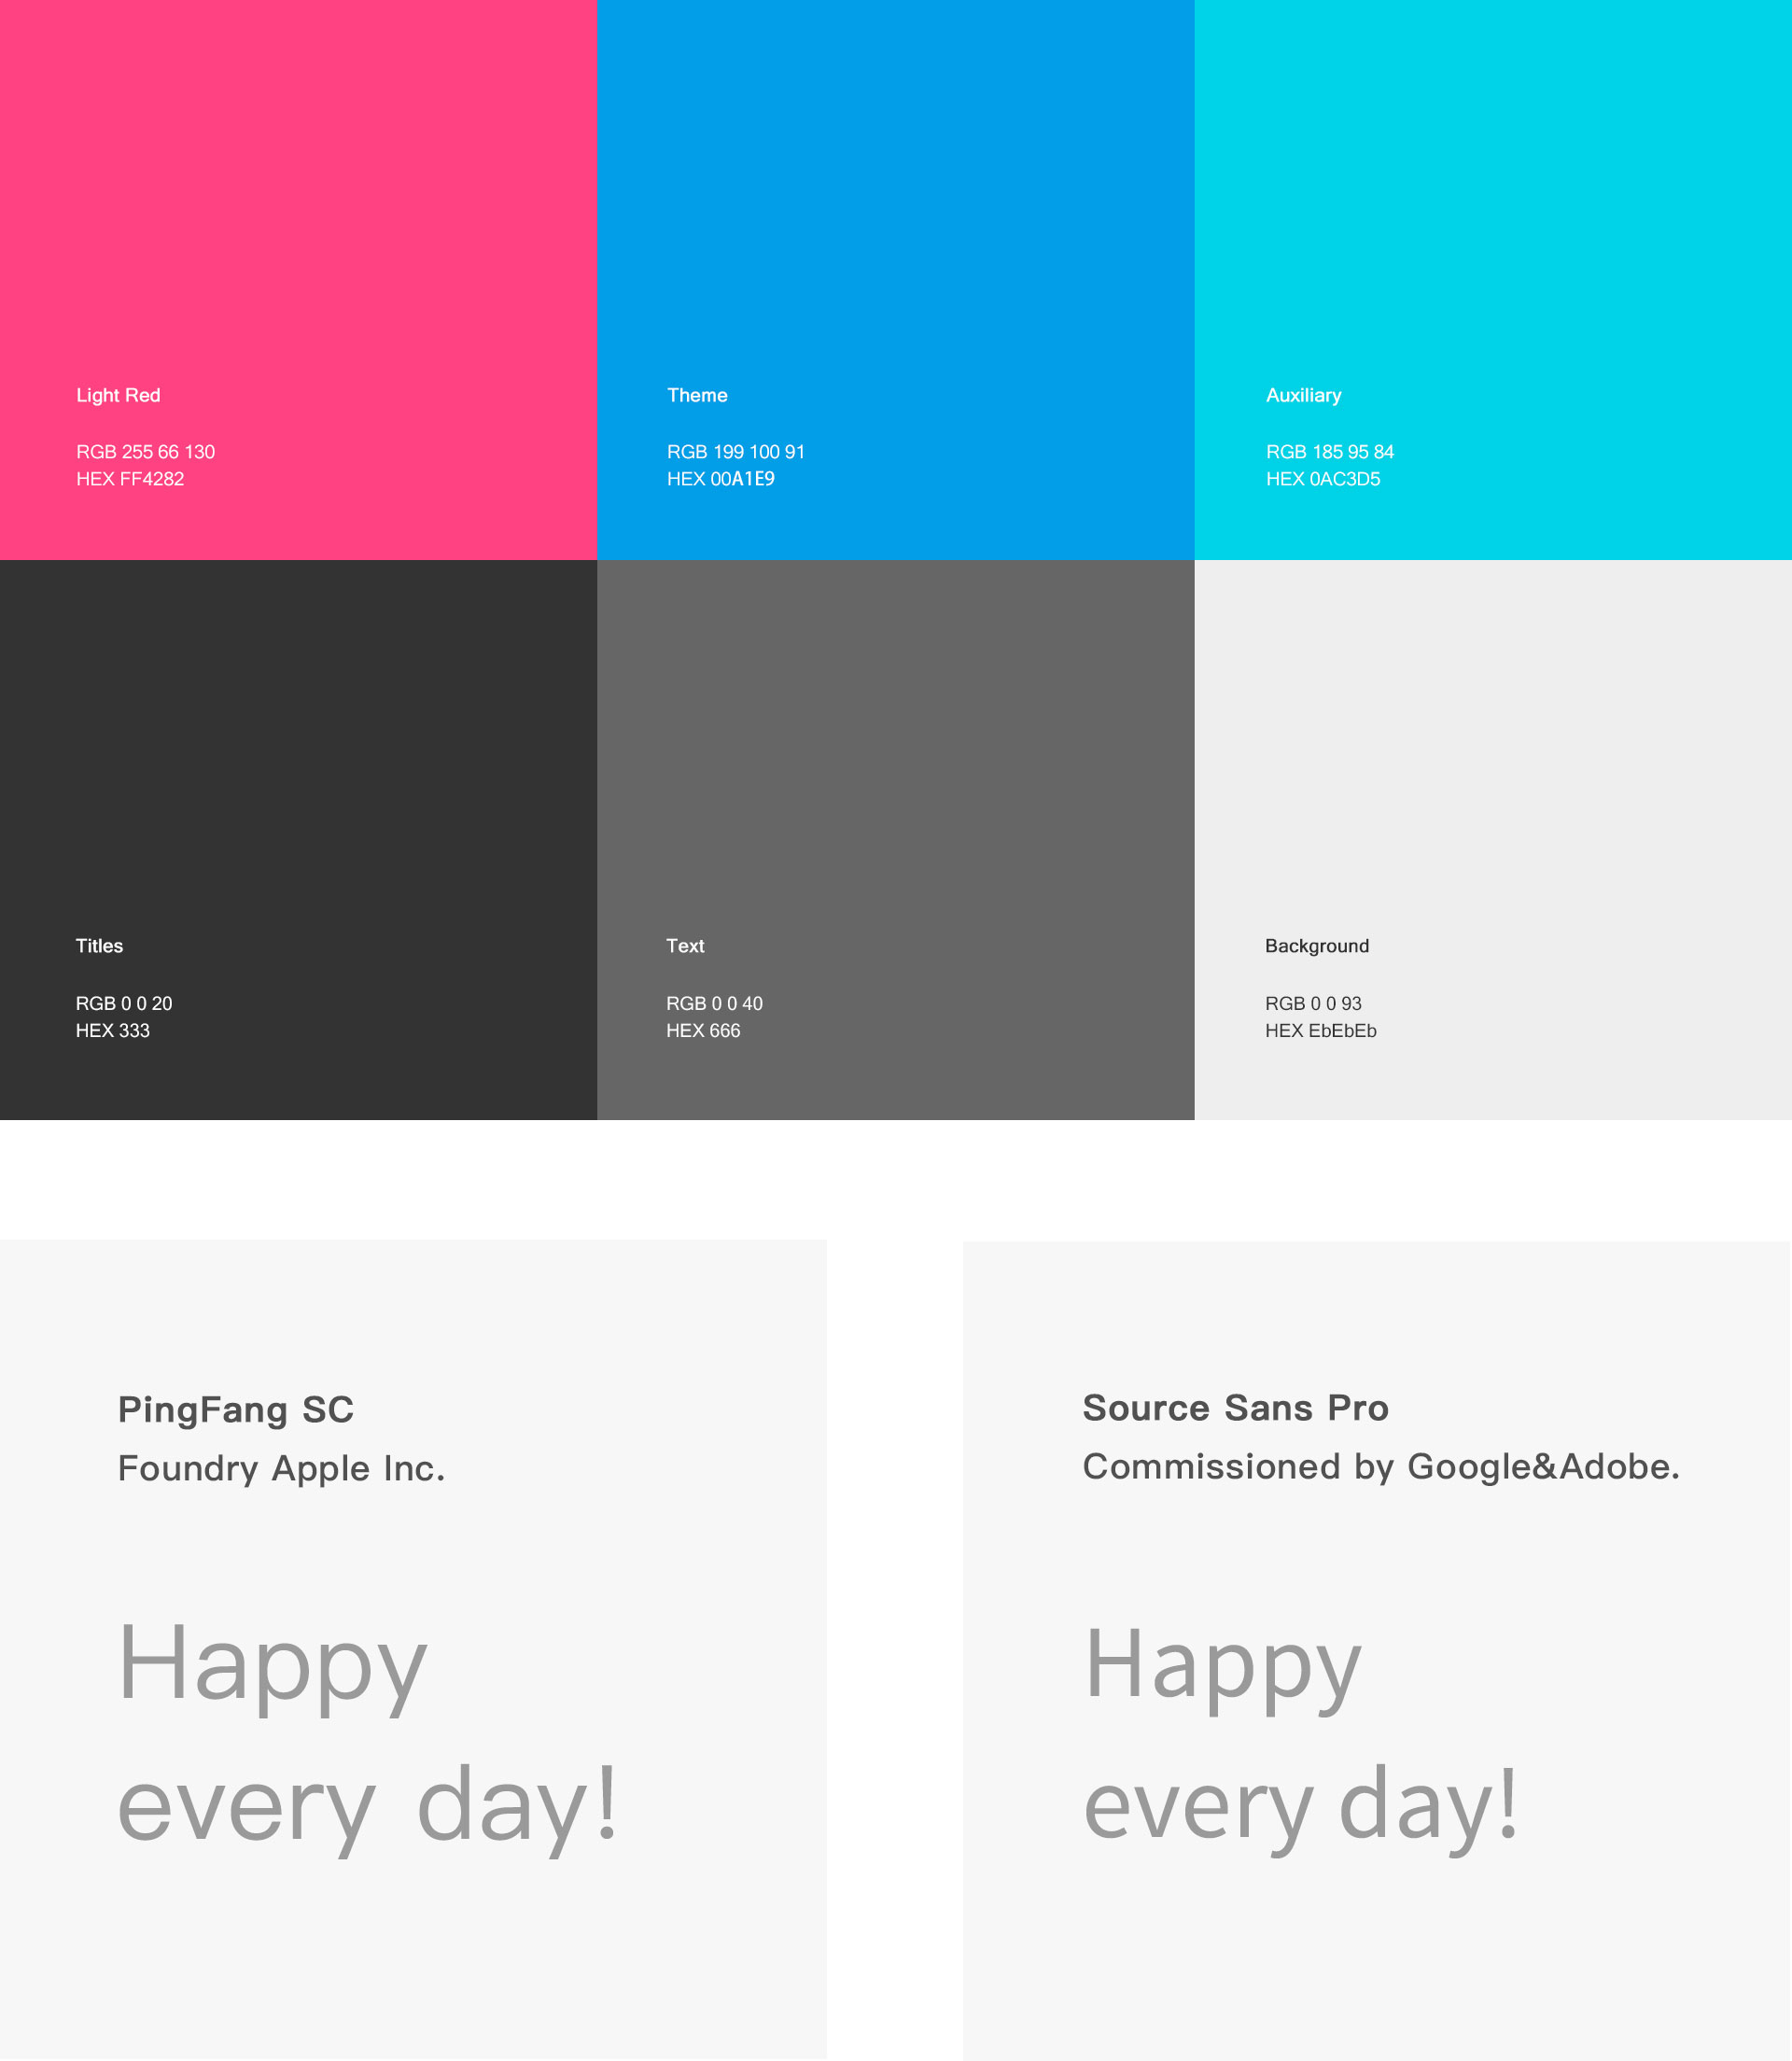 Light Red
RGB 255 66 130
HEX FF4282
Theme
RGB 199 100 91
HEX 00A1E9
Auxiliary
RGB 185 95 84
HEX 0AC3D5
Titles
RGB 0 0 20
HEX 333
Text
RGB 0 0 40
HEX 666
Background
RGB 0 0 93
HEX EbEbEb
PingFang SC
Foundry Apple Inc.
Happy
every day!
Source Sans Pro
Commissioned by Google&Adobe.
Happy
every day!